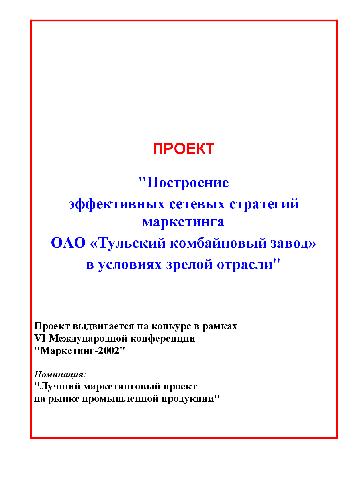 ПРОЕКТ
"Построение
эффективных сетевых стратегий
маркетинга
ОАО «Тульский комбайновый завод»
в условиях зрелой отрасли"
Проект выдвигается на конкурс в рамках
VI Международной конференции
"Маркетинг-2002"
Номинация:
"Лучший маркетинговый проект
на рынке промышленной продукции"